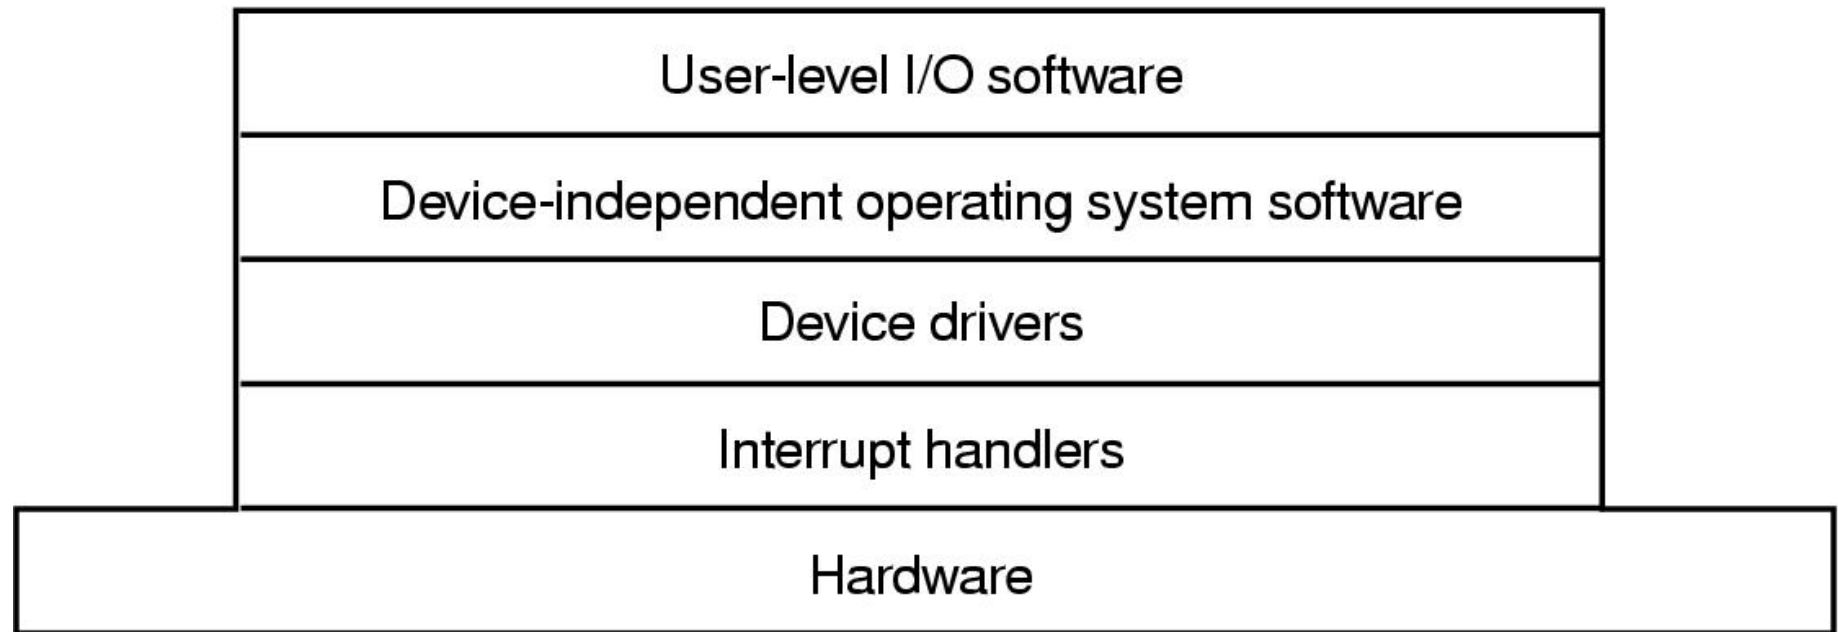 User-level I/O software
Device-independent operating system software
Device drivers
Interrupt handlers
Hardware